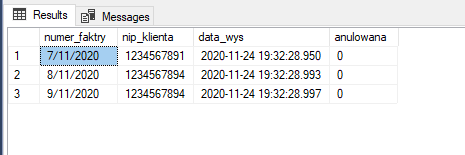 Results Messages
numer_faktry nip_klienta data_wys anulowana
1 7/11/2020 1234567891 2020-11-24 19:32:28.950 0
2 8/11/2020 1234567894 2020-11-24 19:32:28.993 0
3 9/11/2020 1234567894 2020-11-24 19:32:28.997 0